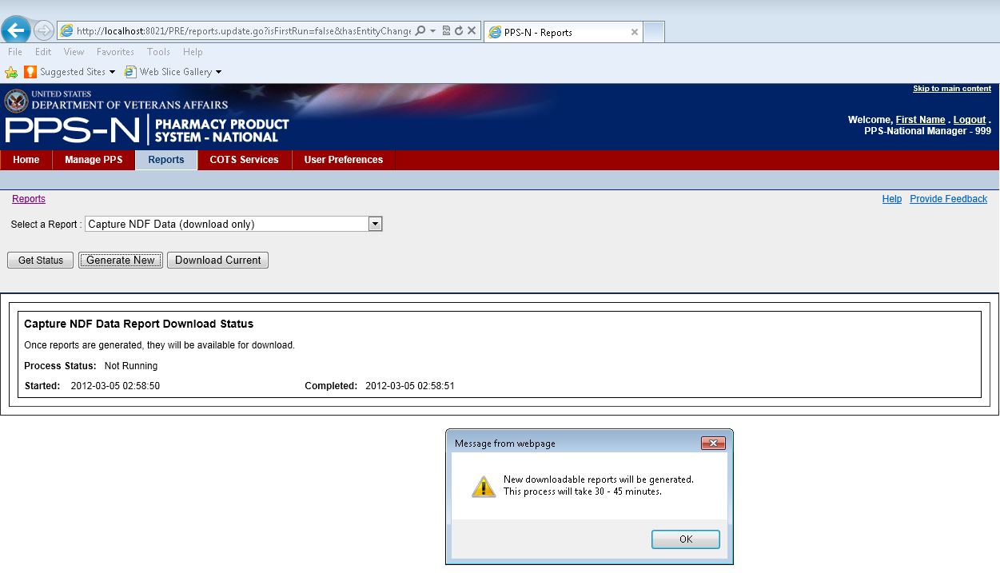 http://localhost:8021/PRE/reports.update.go?isFirstRun=false&hasEntityChange
PPS-N - Reports
File Edit View Favorites Tools Help
Suggested Sites Web Slice Gallery
Skip to main content
UNITED STATES
DEPARTMENT OF VETERANS AFFAIRS
PPS-N
PHARMACY PRODUCT
SYSTEM - NATIONAL
Welcome, First Name . Logout .
PPS-National Manager - 999
Home Manage PPS Reports COTS Services User Preferences
Reports Help Provide Feedback
Select a Report : Capture NDF Data (download only)
Get Status Generate New Download Current
Capture NDF Data Report Download Status
Once reports are generated, they will be available for download.
Process Status: Not Running
Started: 2012-03-05 02:58:50 Completed: 2012-03-05 02:58:51
Message from webpage
New downloadable reports will be generated.
This process will take 30 - 45 minutes.
OK